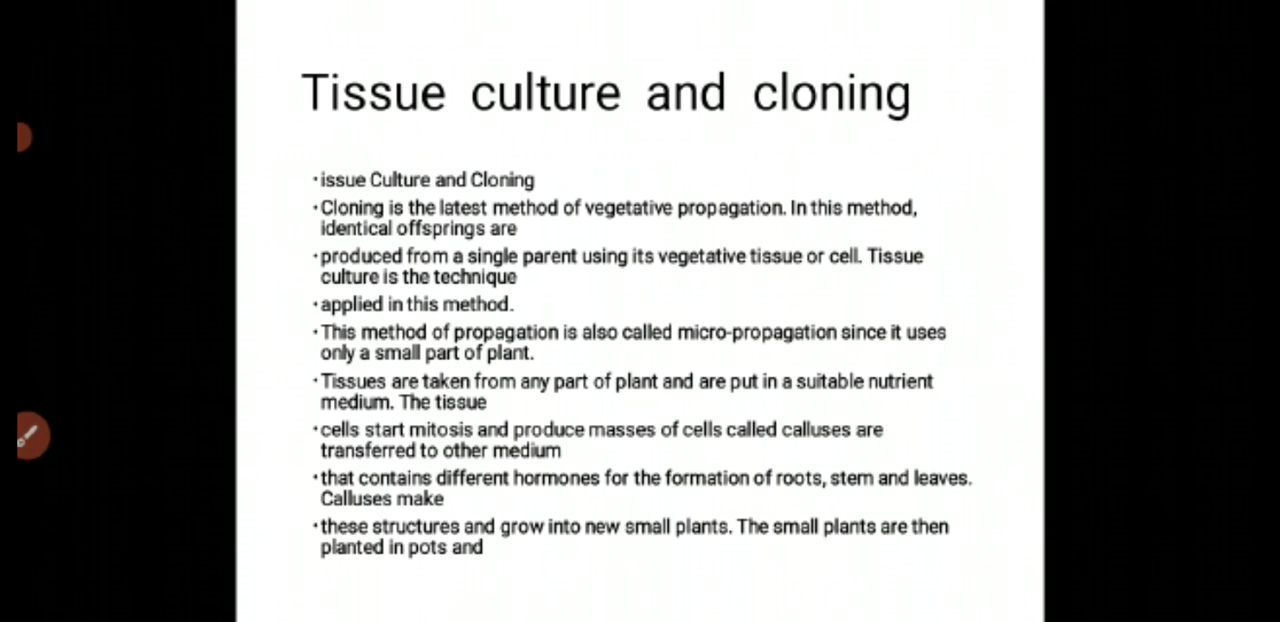 Tissue culture and cloning
•issue Culture and Cloning
•Cloning is the latest method of vegetative propagation. In this method,
identical offsprings are
•produced from a single parent using its vegetative tissue or cell. Tissue
culture is the technique
•applied in this method.
•This method of propagation is also called micro-propagation since it uses
only a small part of plant.
•Tissues are taken from any part of plant and are put in a suitable nutrient
medium. The tissue
•cells start mitosis and produce masses of cells called calluses are
transferred to other medium
•that contains different hormones for the formation of roots, stem and leaves.
Calluses make
•these structures and grow into new small plants. The small plants are then
planted in pots and